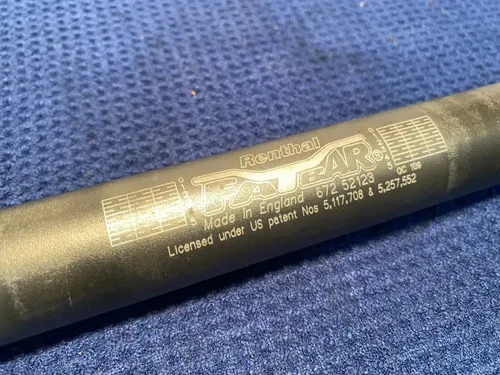 Renthal
FATBAR®
5 Made In England 672 52123 QC 109
Licensed under US patent Nos 5,117,708 & 5,257,552